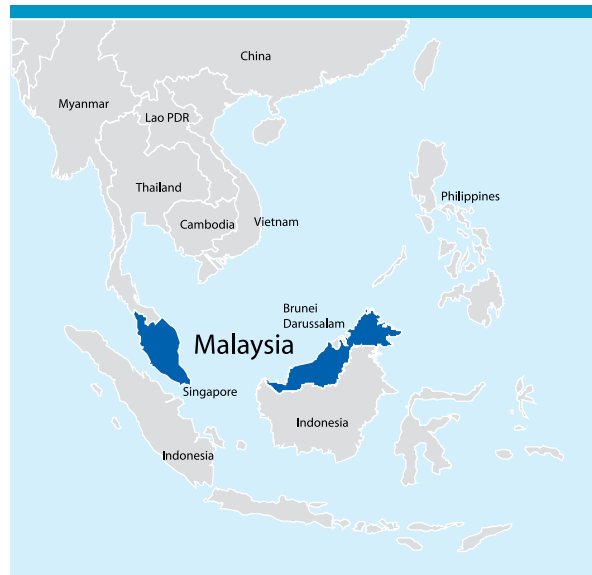 China
Myanmar
Lao PDR
Thailand
Philippines
Cambodia
Vietnam
Brunei
Darussalam
Malaysia
Singapore
Indonesia
Indonesia